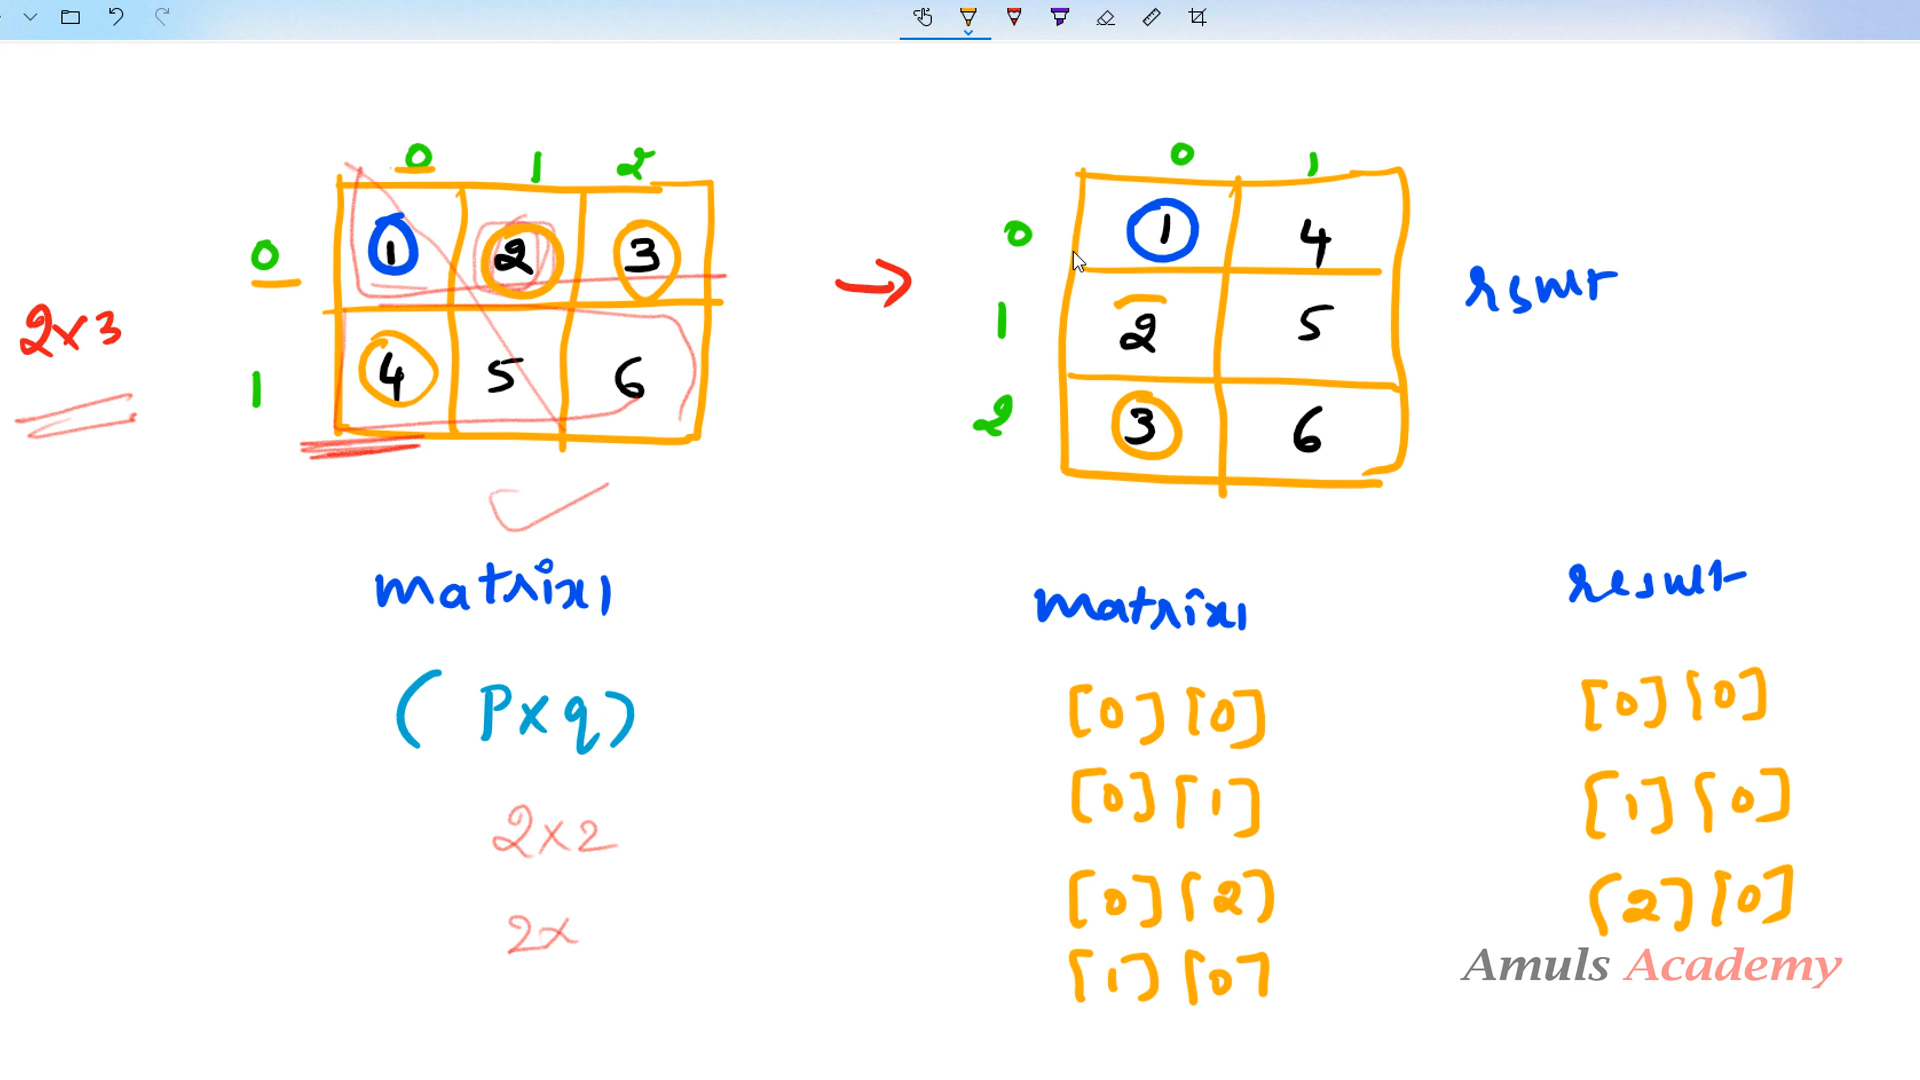 0 1 2
0 1 2 3
1 4 5 6
2x3
0 1
0 1 4
1 2 5
2 3 6
matrix1
(Pxq)
2x2
2x
matrix1
[0][0]
[0][1]
[0][2]
[1][0]
result
[0][0]
[1][0]
[2][0]
Amuls Academy